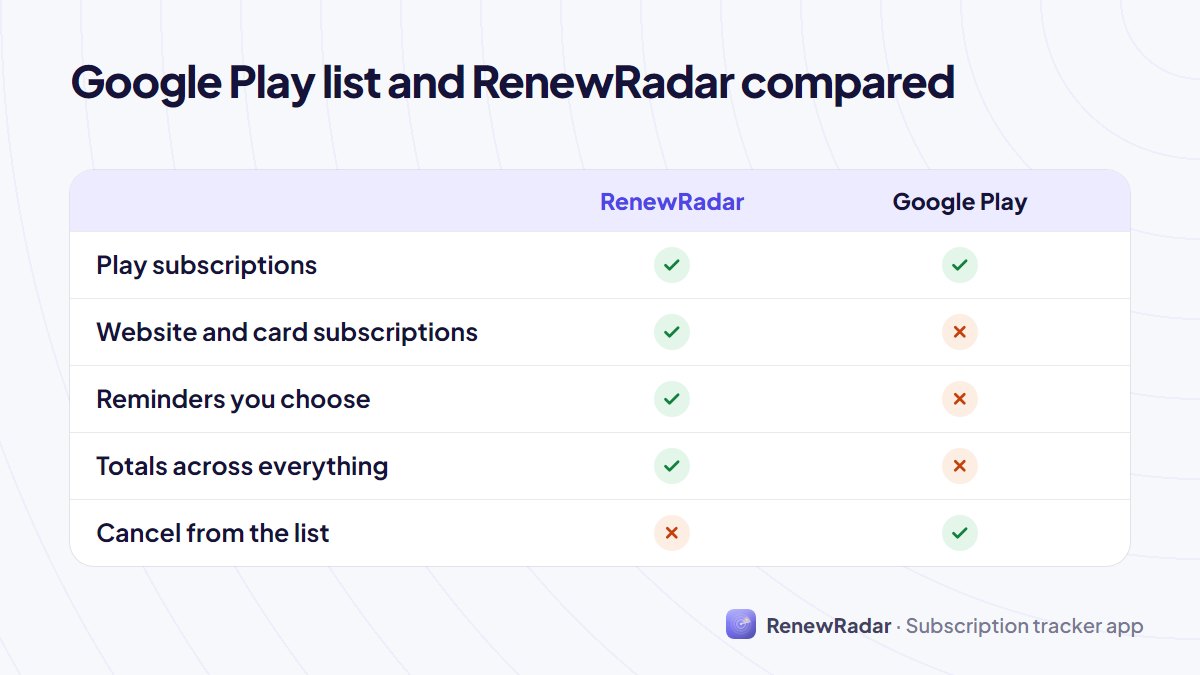 Google Play list and RenewRadar compared
RenewRadar Google Play
Play subscriptions
Website and card subscriptions
Reminders you choose
Totals across everything
Cancel from the list
RenewRadar · Subscription tracker app